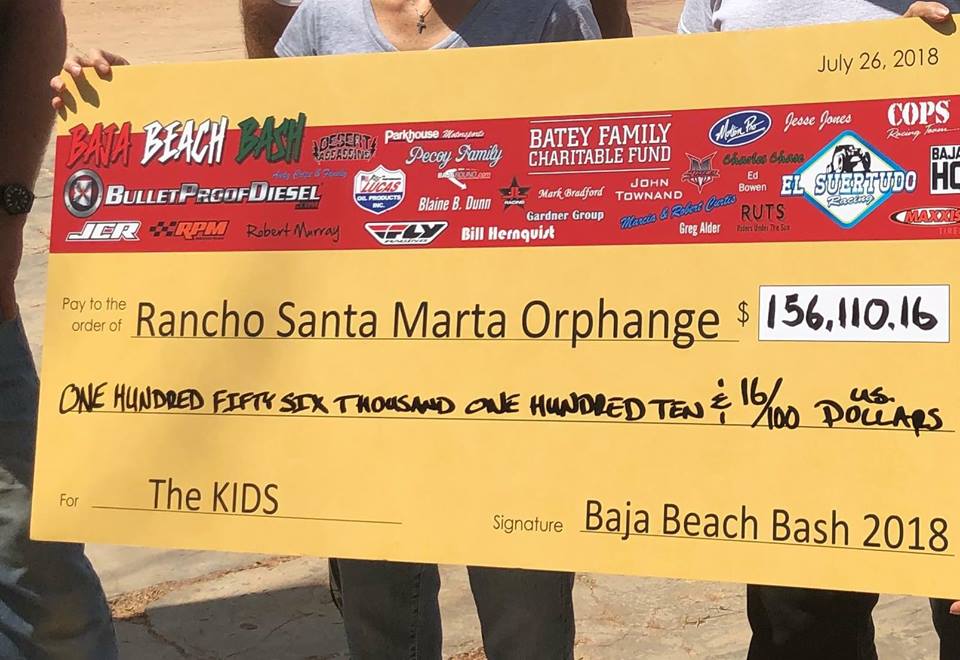 July 26, 2018
BAJA BEACH BASH
DESERT ASSASSINS
Parkhouse Motorsports
Pecoy Family
BATEY FAMILY
CHARITABLE FUND
Motion Pro
Jesse Jones
COPS
Racing Team
Andy Capps & Family
BULLETPROOFDIESEL
.COM
LUCAS
OIL PRODUCTS
INC.
Blaine B. Dunn
RACING
Mark Bradford
Gardner Group
JOHN
TOWNAND
Charles Chase
Ed
Bowen
EL SUERTUDO
Racing
BAJA
HO
JCR
RPM
Robert Murray
FLY
RACING
Bill Hernquist
Marcia & Robert Curtis
Greg Alder
RUTS
Riders Under The Sun
MAXXIS
TIRES
Pay to the
order of Rancho Santa Marta Orphange $ 156,110.16
ONE HUNDRED FIFTY SIX THOUSAND ONE HUNDRED TEN & 16/100 U.S. DOLLARS
For The KIDS
Signature Baja Beach Bash 2018